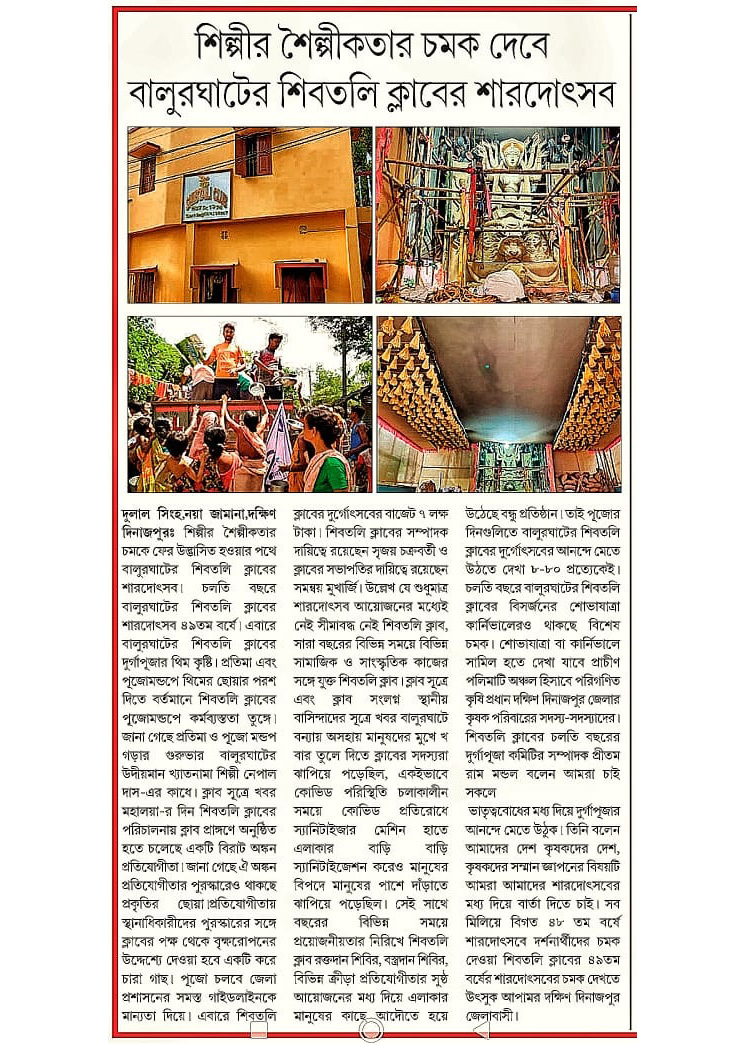 শিল্পীর শৈল্পীকতার চমক দেবে
বালুরঘাটের শিবতলি ক্লাবের শারদোৎসব
SHIBTALI CLUB
দুলাল সিংহ,নয়া জামানা,দক্ষিণ
দিনাজপুরঃ শিল্পীর শৈল্পীকতার
চমকে ফের উদ্ভাসিত হওয়ার পথে
বালুরঘাটের শিবতলি ক্লাবের
শারদোৎসব। চলতি বছরে
বালুরঘাটের শিবতলি ক্লাবের
শারদোৎসব ৪৯তম বর্ষে। এবারে
বালুরঘাটের শিবতলি ক্লাবের
দুর্গাপূজার থিম কৃষ্টি। প্রতিমা এবং
পূজোমন্ডপে থিমের ছোয়ার পরশ
দিতে বর্তমানে শিবতলি ক্লাবের
পূজোমন্ডপে কর্মব্যস্ততা তুঙ্গে।
জানা গেছে প্রতিমা ও পূজো মন্ডপ
গড়ার গুরুভার বালুরঘাটের
উদীয়মান খ্যাতনামা শিল্পী নেপাল
দাস-এর কাধে। ক্লাব সূত্রে খবর
মহালয়া-র দিন শিবতলি ক্লাবের
পরিচালনায় ক্লাব প্রাঙ্গণে অনুষ্ঠিত
হতে চলেছে একটি বিরাট অঙ্কন
প্রতিযোগীতা। জানা গেছে ঐ অঙ্কন
প্রতিযোগীতার পুরস্কারেও থাকছে
প্রকৃতির ছোয়া।প্রতিযোগীতায়
স্থানাধিকারীদের পুরস্কারের সঙ্গে
ক্লাবের পক্ষ থেকে বৃক্ষরোপনের
উদ্দেশ্যে দেওয়া হবে একটি করে
চারা গাছ। পূজো চলবে জেলা
প্রশাসনের সমস্ত গাইডলাইনকে
মান্যতা দিয়ে। এবারে শিবতলি
ক্লাবের দুর্গোৎসবের বাজেট ৭ লক্ষ
টাকা। শিবতলি ক্লাবের সম্পাদক
দায়িত্বে রয়েছেন সৃজয় চক্রবর্তী ও
ক্লাবের সভাপতির দায়িত্বে রয়েছেন
সমন্বয় মুখার্জি। উল্লেখ যে শুধুমাত্র
শারদোৎসব আয়োজনের মধ্যেই
নেই সীমাবদ্ধ নেই শিবতলি ক্লাব,
সারা বছরের বিভিন্ন সময়ে বিভিন্ন
সামাজিক ও সাংস্কৃতিক কাজের
সঙ্গে যুক্ত শিবতলি ক্লাব। ক্লাব সূত্রে
এবং ক্লাব সংলগ্ন স্থানীয়
বাসিন্দাদের সূত্রে খবর বালুরঘাটে
বন্যায় অসহায় মানুষদের মুখে খ
বার তুলে দিতে ক্লাবের সদস্যরা
ঝাপিয়ে পড়েছিল, একইভাবে
কোভিড পরিস্থিতি চলাকালীন
সময়ে কোভিড প্রতিরোধে
স্যানিটাইজার মেশিন হাতে
এলাকার বাড়ি বাড়ি
স্যানিটাইজেশন করেও মানুষের
বিপদে মানুষের পাশে দাঁড়াতে
ঝাপিয়ে পড়েছিল। সেই সাথে
বছরের বিভিন্ন সময়ে
প্রয়োজনীয়তার নিরিখে শিবতলি
ক্লাব রক্তদান শিবির, বস্ত্রদান শিবির,
বিভিন্ন ক্রীড়া প্রতিযোগীতার সুষ্ঠ
আয়োজনের মধ্য দিয়ে এলাকার
মানুষের কাছে আদৌতে হয়ে
উঠেছে বন্ধু প্রতিষ্ঠান। তাই পূজোর
দিনগুলিতে বালুরঘাটের শিবতলি
ক্লাবের দুর্গোৎসবের আনন্দে মেতে
উঠতে দেখা ৮-৮০ প্রত্যেকেই।
চলতি বছরে বালুরঘাটের শিবতলি
ক্লাবের বিসর্জনের শোভাযাত্রা
কার্নিভালেরও থাকছে বিশেষ
চমক। শোভাযাত্রা বা কার্নিভালে
সামিল হতে দেখা যাবে প্রাচীণ
পলিমাটি অঞ্চল হিসাবে পরিগণিত
কৃষি প্রধান দক্ষিণ দিনাজপুর জেলার
কৃষক পরিবারের সদস্য-সদস্যাদের।
শিবতলি ক্লাবের চলতি বছরের
দুর্গাপূজা কমিটির সম্পাদক প্রীতম
রাম মন্ডল বলেন আমরা চাই
সকলে
ভাতৃত্ববোধের মধ্য দিয়ে দুর্গাপূজার
আনন্দে মেতে উঠুক। তিনি বলেন
আমাদের দেশ কৃষকদের দেশ,
কৃষকদের সম্মান জ্ঞাপনের বিষয়টি
আমরা আমাদের শারদোৎসবের
মধ্য দিয়ে বার্তা দিতে চাই। সব
মিলিয়ে বিগত ৪৮ তম বর্ষে
শারদোৎসবে দর্শনার্থীদের চমক
দেওয়া শিবতলি ক্লাবের ৪৯তম
বর্ষের শারদোৎসবের চমক দেখতে
উৎসুক আপামর দক্ষিণ দিনাজপুর
জেলাবাসী।